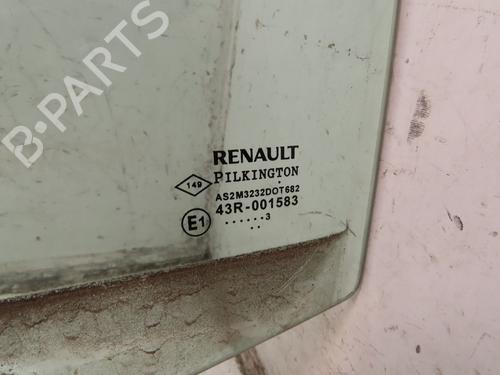 B-PARTS
RENAULT
PILKINGTON
149
AS2M3232DOT682
43R-001583
E1
......3
..